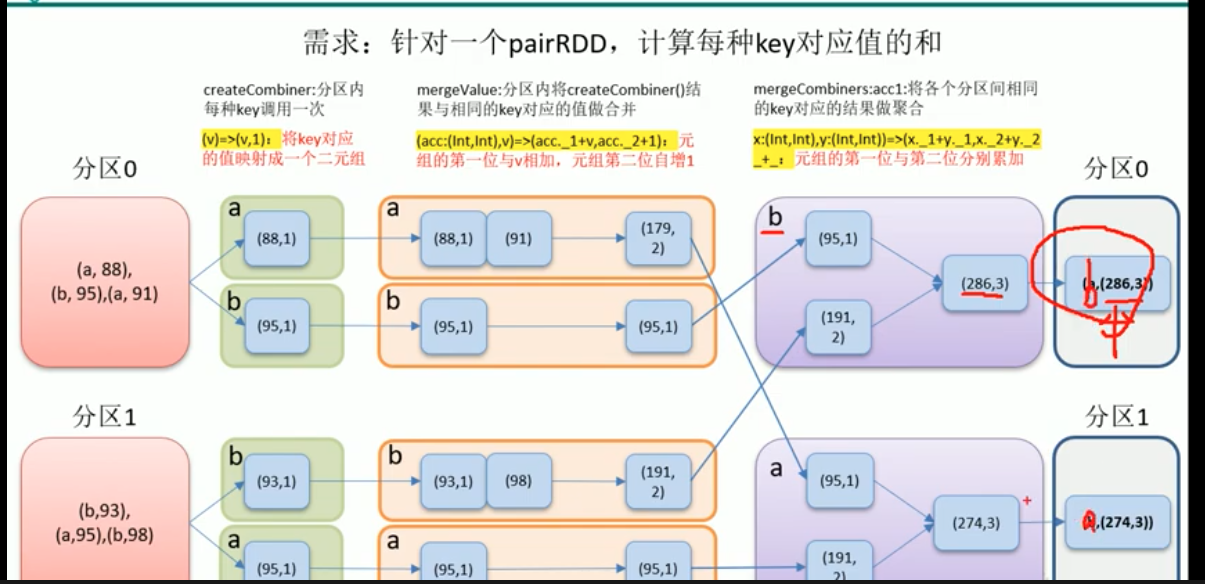 需求：针对一个pairRDD，计算每种key对应值的和
createCombiner:分区内
每种key调用一次
(v)=>(v,1)：将key对应
的值映射成一个二元组
mergeValue:分区内将createCombiner()结
果与相同的key对应的值做合并
(acc:(Int,Int),v)=>(acc._1+v,acc._2+1)：元
组的第一位与v相加，元组第二位自增1
mergeCombiners:acc1:将各个分区间相同
的key对应的结果做聚合
x:(Int,Int),y:(Int,Int))=>(x._1+y._1,x._2+y._2
_+_：元组的第一位与第二位分别累加
分区0
分区0
(a, 88),
(b, 95),(a, 91)
a
(88,1)
b
(95,1)
a
(88,1)
(91)
(179,
2)
b
(95,1)
(95,1)
b
(95,1)
(191,
2)
(286,3)
b,(286,3))
分区1
分区1
(b,93),
(a,95),(b,98)
b
(93,1)
a
(95,1)
b
(93,1)
(98)
(191,
2)
a
(95,1)
(95,1)
a
(95,1)
(191,
2)
(274,3)
+
a,(274,3))